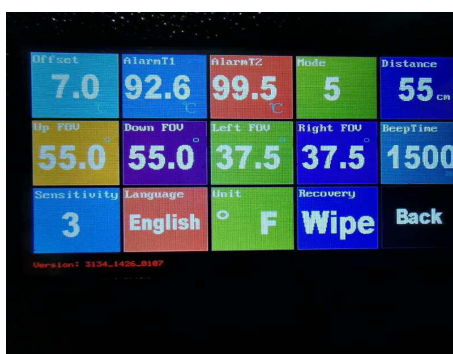 Offset AlarmT1 AlarmT2 Mode Distance
7.0 °C 92.6 °C 99.5 °C 5 55 cm
Up FOV Down FOV Left FOV Right FOV BeepTime
55.0° 55.0° 37.5° 37.5° 1500
Sensitivity Language Unit Recovery
3 English °F Wipe Back
Version: 3134_1426_0107